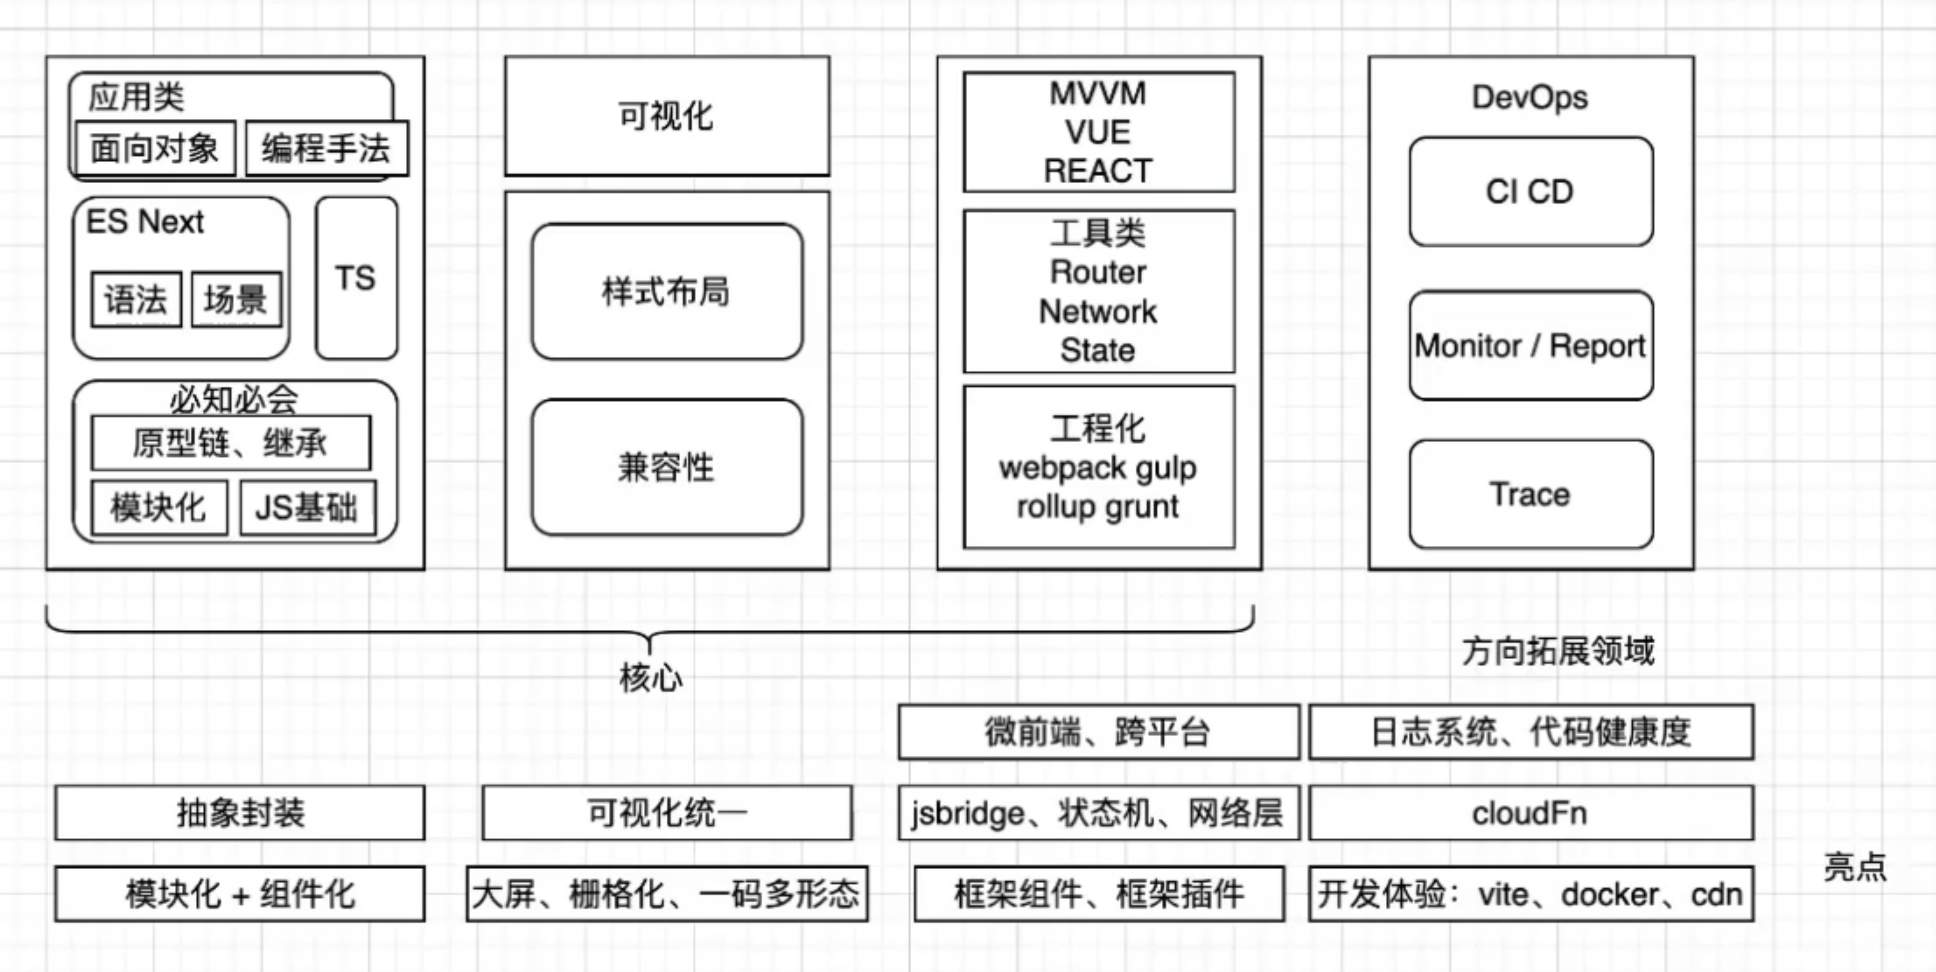 应用类
面向对象
编程手法
ES Next
语法
场景
TS
必知必会
原型链、继承
模块化
JS基础
可视化
样式布局
兼容性
MVVM
VUE
REACT
工具类
Router
Network
State
工程化
webpack gulp
rollup grunt
DevOps
CI CD
Monitor / Report
Trace
核心
方向拓展领域
微前端、跨平台
日志系统、代码健康度
抽象封装
可视化统一
jsbridge、状态机、网络层
cloudFn
模块化 + 组件化
大屏、栅格化、一码多形态
框架组件、框架插件
开发体验：vite、docker、cdn
亮点